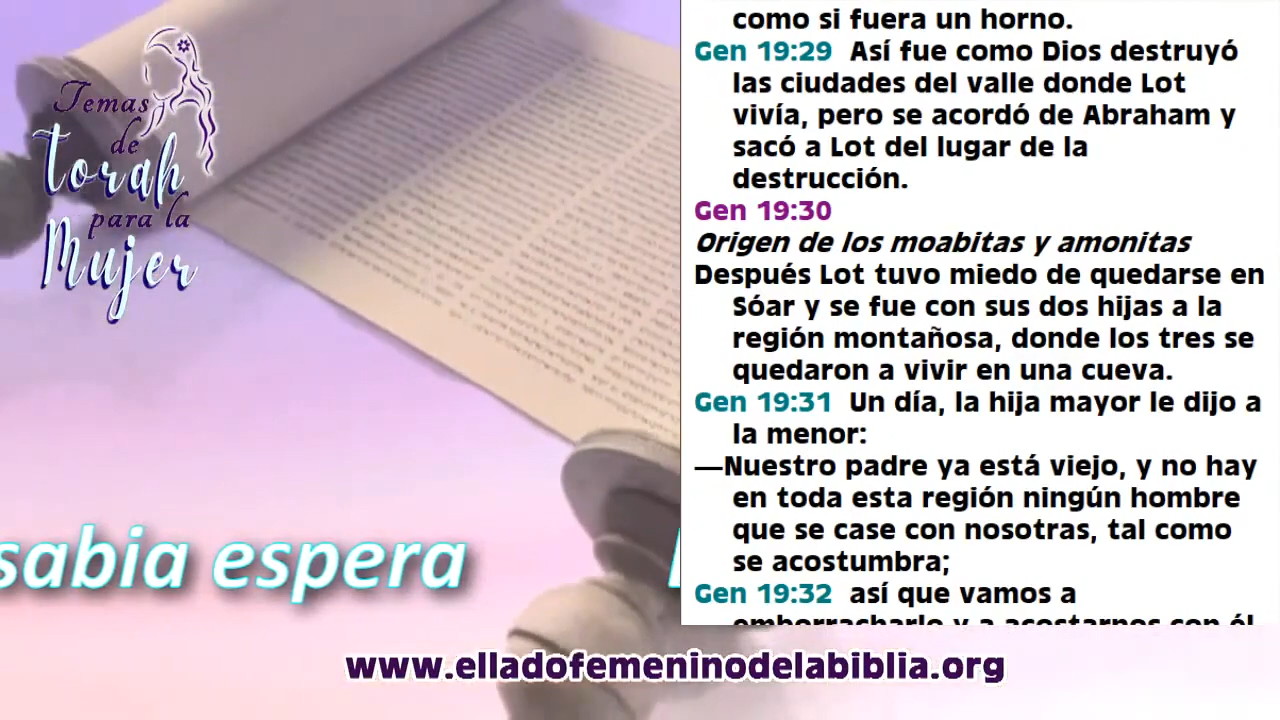 Temas
de
Torah
para la
Mujer
como si fuera un horno.
Gen 19:29 Así fue como Dios destruyó
las ciudades del valle donde Lot
vivía, pero se acordó de Abraham y
sacó a Lot del lugar de la
destrucción.
Gen 19:30
Origen de los moabitas y amonitas
Después Lot tuvo miedo de quedarse en
Sóar y se fue con sus dos hijas a la
región montañosa, donde los tres se
quedaron a vivir en una cueva.
Gen 19:31 Un día, la hija mayor le dijo a
la menor:
—Nuestro padre ya está viejo, y no hay
en toda esta región ningún hombre
que se case con nosotras, tal como
se acostumbra;
Gen 19:32 así que vamos a
emborracharlo y a acostarnos con él
sabia espera
www.elladofemeninodelabiblia.org